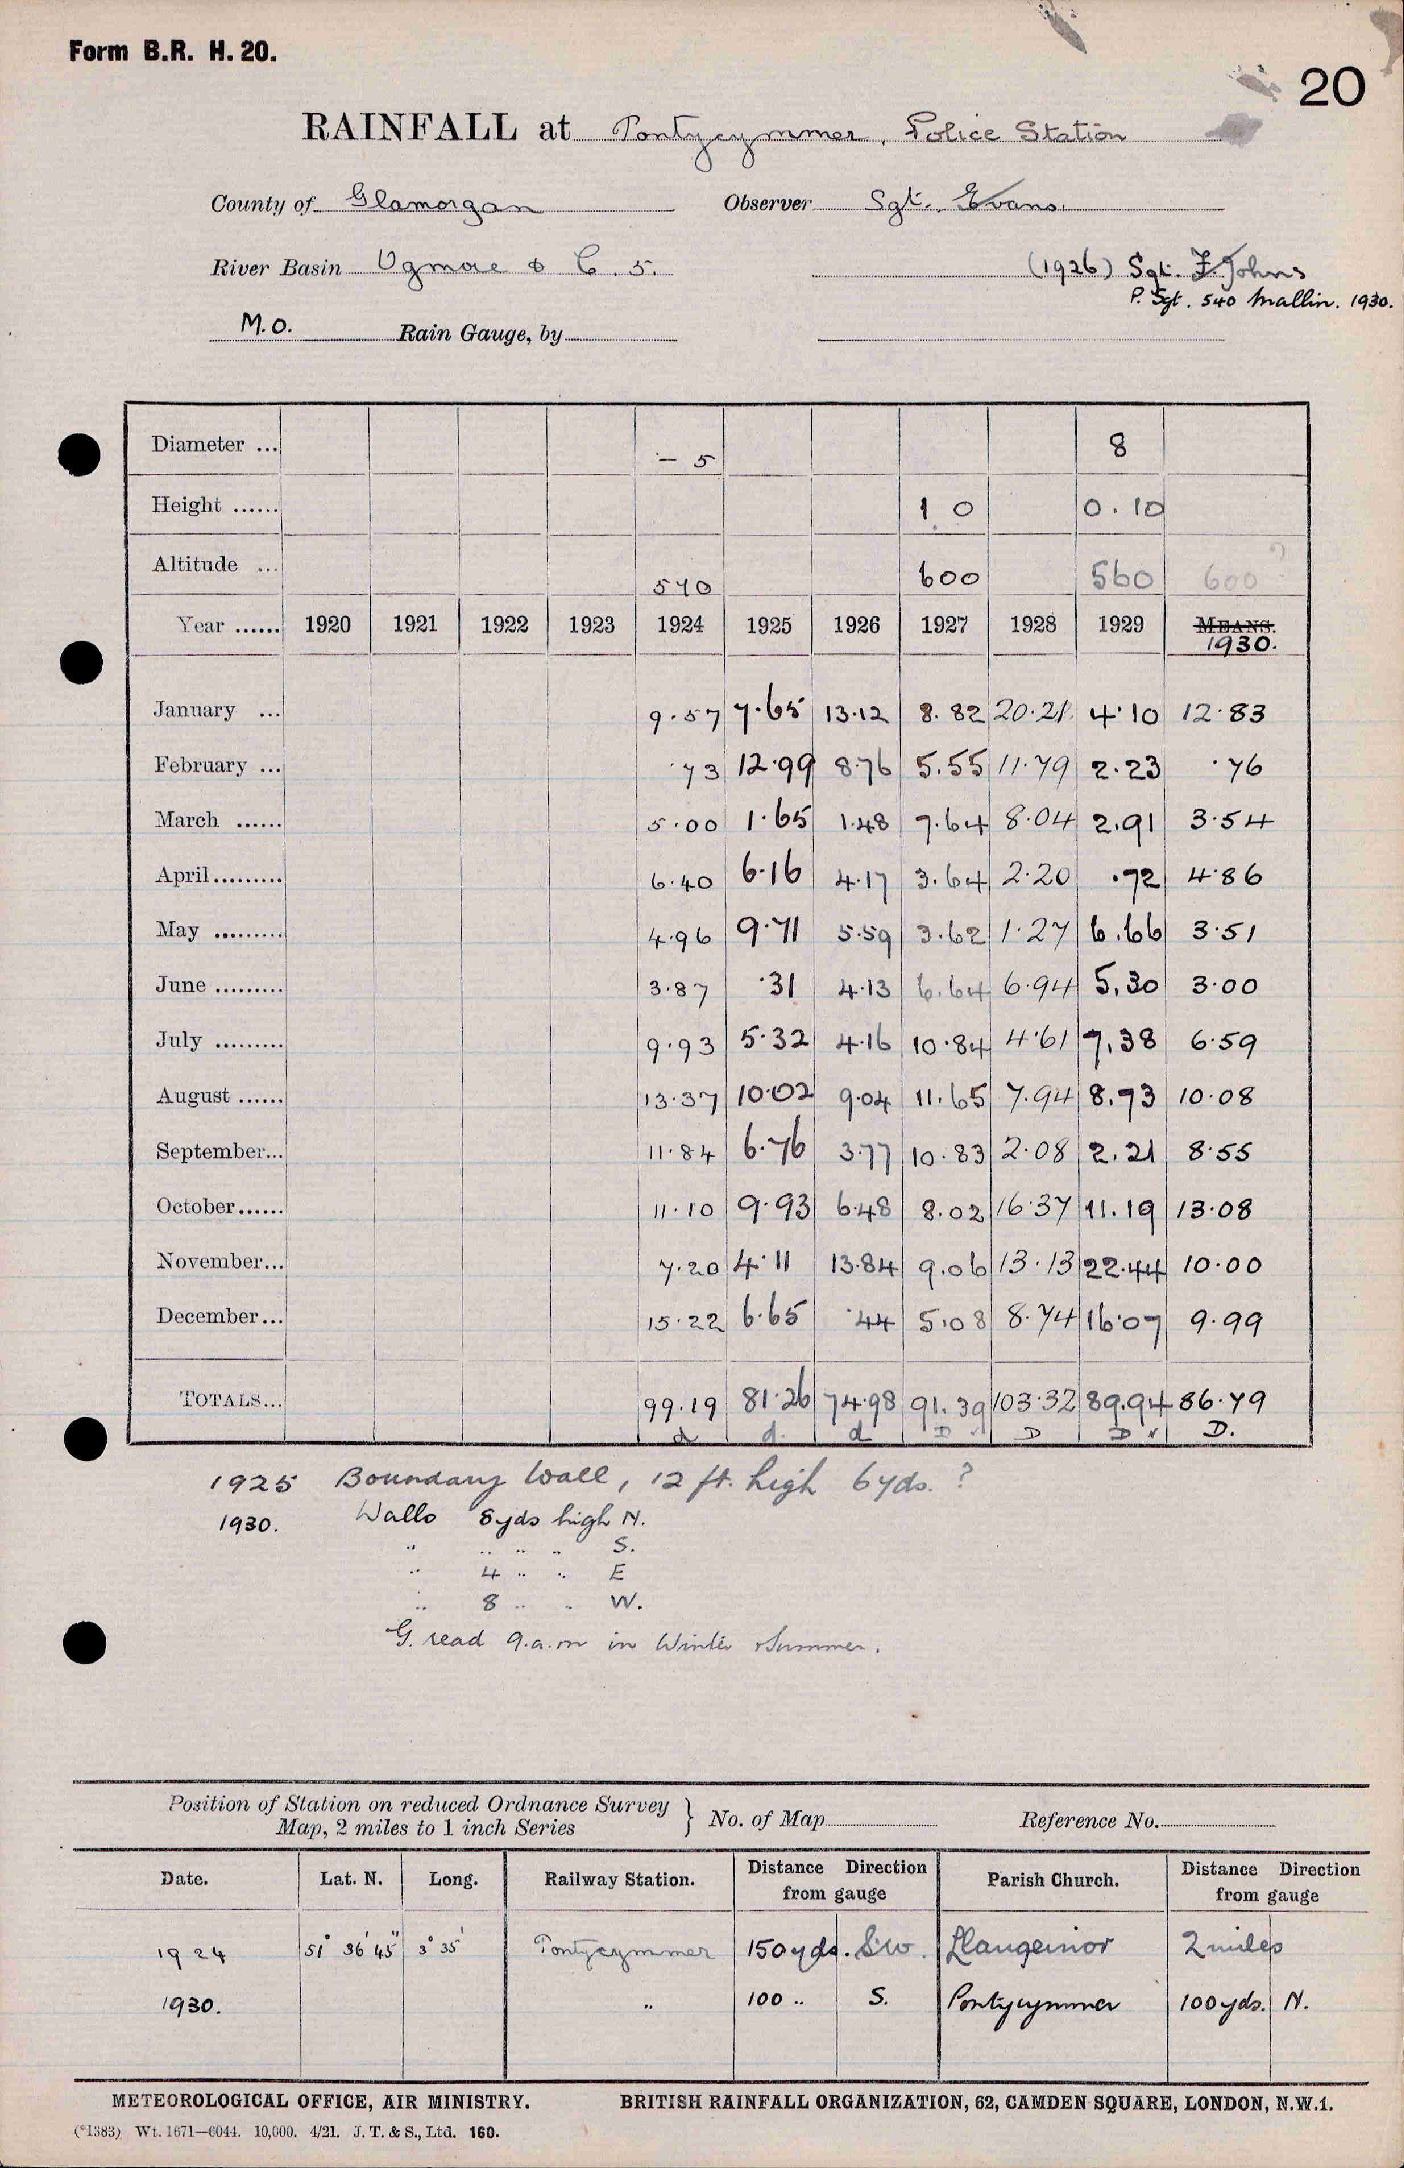 Form B.R. H. 20.
20
RAINFALL at Pontycymmer, Police Station
County of Glamorgan Observer Sgt. Evans.
River Basin Ogmore & C. 5. (1926) Sgt. F. Johns
P. Sgt. 540 Mallin. 1930.
M.O. Rain Gauge, by
Diameter ... – 5 8
Height ...... 1 0 0.10
Altitude ... 570 600 560 600 ?
Year ...... 1920 1921 1922 1923 1924 1925 1926 1927 1928 1929 MEANS.
1930.
January ... 9.57 7.65 13.12 8.82 20.21 4.10 12.83
February ... .73 12.99 8.76 5.55 11.79 2.23 .76
March ...... 5.00 1.65 1.48 7.64 8.04 2.91 3.54
April......... 6.40 6.16 4.17 3.64 2.20 .72 4.86
May ......... 4.96 9.71 5.59 3.62 1.27 6.66 3.51
June ......... 3.87 .31 4.13 6.64 6.94 5.30 3.00
July ......... 9.93 5.32 4.16 10.84 4.61 7.38 6.59
August ...... 13.37 10.02 9.04 11.65 7.94 8.73 10.08
September... 11.84 6.76 3.77 10.83 2.08 2.21 8.55
October...... 11.10 9.93 6.48 8.02 16.37 11.19 13.08
November... 7.20 4.11 13.84 9.06 13.13 22.44 10.00
December... 15.22 6.65 .44 5.08 8.74 16.07 9.99
TOTALS... 99.19 81.26 74.98 91.39 103.32 89.94 86.79
d d. d D D D D.
1925 Boundary Wall, 12 ft. high 6 yds. ?
1930. Walls 8 yds high N.
" " " " S.
" 4 " " E
" 8 " " W.
G. read 9.a.m in Winter & Summer.
Position of Station on reduced Ordnance Survey
Map, 2 miles to 1 inch Series } No. of Map Reference No.
Date. Lat. N. Long. Railway Station. Distance Direction from gauge Parish Church. Distance Direction from gauge
1924 51° 36' 45" 3° 35' Pontycymmer 150 yds. S.W. Llangeinor 2 miles
1930. " 100 " S. Pontycymmer 100 yds. N.
METEOROLOGICAL OFFICE, AIR MINISTRY. BRITISH RAINFALL ORGANIZATION, 62, CAMDEN SQUARE, LONDON, N.W.1.
(*1383) Wt. 1671—6044. 10,000. 4/21. J. T. & S., Ltd. 160.